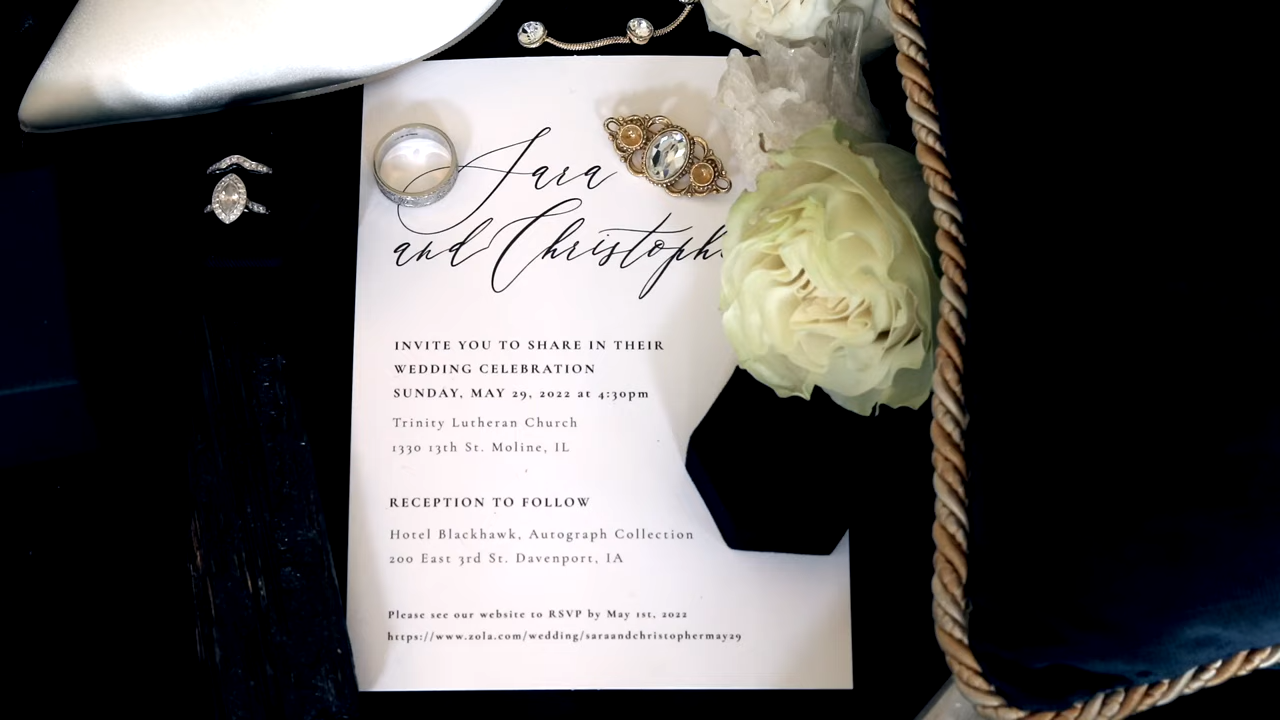 Sara
and Christoph
INVITE YOU TO SHARE IN THEIR
WEDDING CELEBRATION
SUNDAY, MAY 29, 2022 at 4:30pm
Trinity Lutheran Church
1330 13th St. Moline, IL
RECEPTION TO FOLLOW
Hotel Blackhawk, Autograph Collection
200 East 3rd St. Davenport, IA
Please see our website to RSVP by May 1st, 2022
https://www.zola.com/wedding/saraandchristophermay29